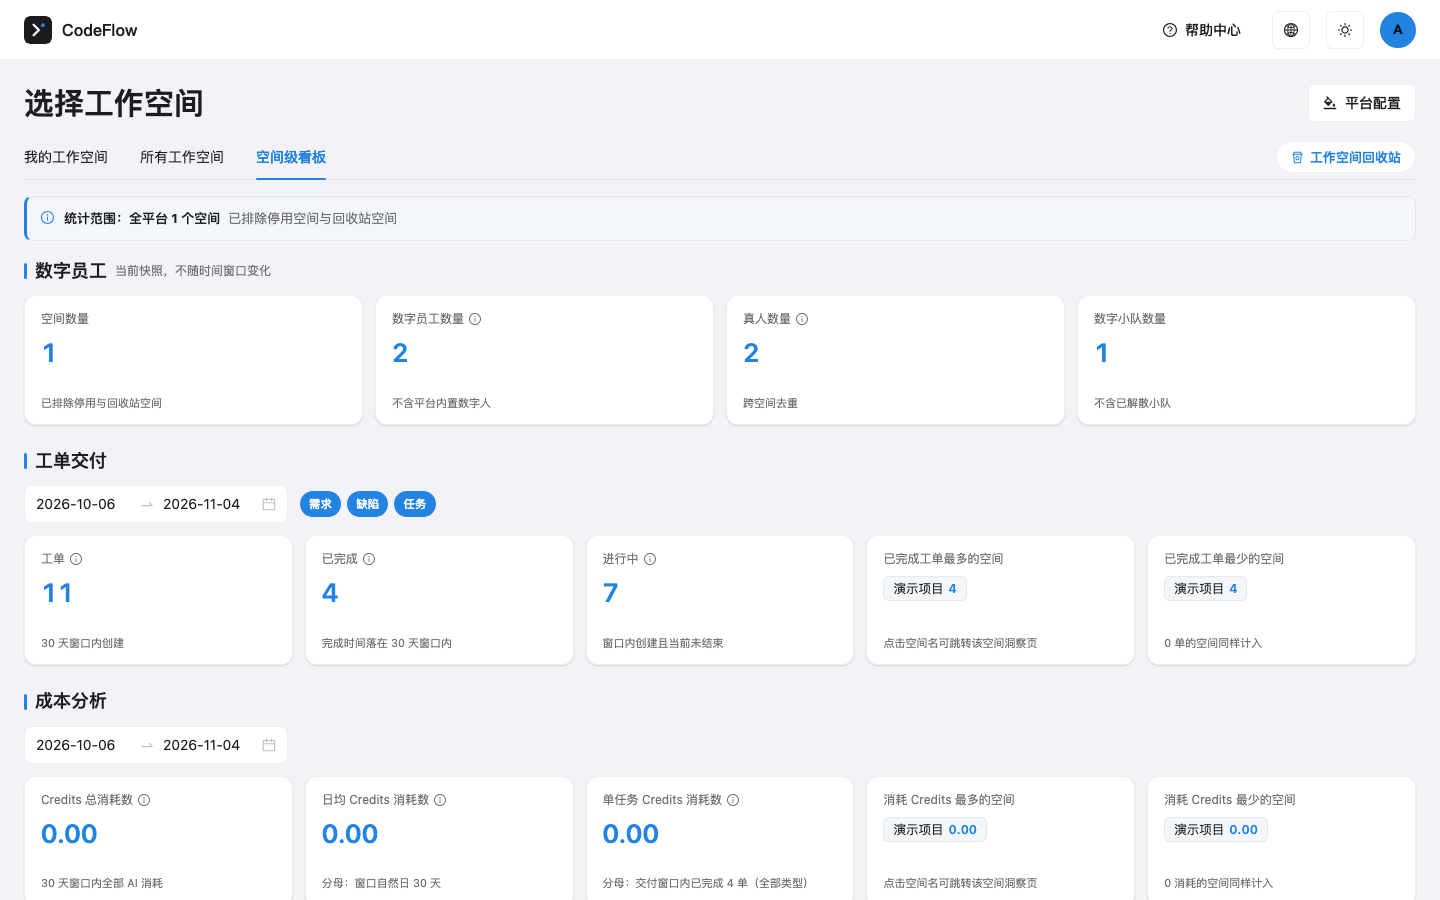 CodeFlow
帮助中心
A
选择工作空间
平台配置
我的工作空间
所有工作空间
空间级看板
工作空间回收站
统计范围：全平台 1 个空间 已排除停用空间与回收站空间
数字员工 当前快照，不随时间窗口变化
空间数量
1
已排除停用与回收站空间
数字员工数量
2
不含平台内置数字人
真人数量
2
跨空间去重
数字小队数量
1
不含已解散小队
工单交付
2026-10-06 → 2026-11-04
需求 缺陷 任务
工单
11
30 天窗口内创建
已完成
4
完成时间落在 30 天窗口内
进行中
7
窗口内创建且当前未结束
已完成工单最多的空间
演示项目 4
点击空间名可跳转该空间洞察页
已完成工单最少的空间
演示项目 4
0 单的空间同样计入
成本分析
2026-10-06 → 2026-11-04
Credits 总消耗数
0.00
30 天窗口内全部 AI 消耗
日均 Credits 消耗数
0.00
分母：窗口自然日 30 天
单任务 Credits 消耗数
0.00
分母：交付窗口内已完成 4 单（全部类型）
消耗 Credits 最多的空间
演示项目 0.00
点击空间名可跳转该空间洞察页
消耗 Credits 最少的空间
演示项目 0.00
0 消耗的空间同样计入